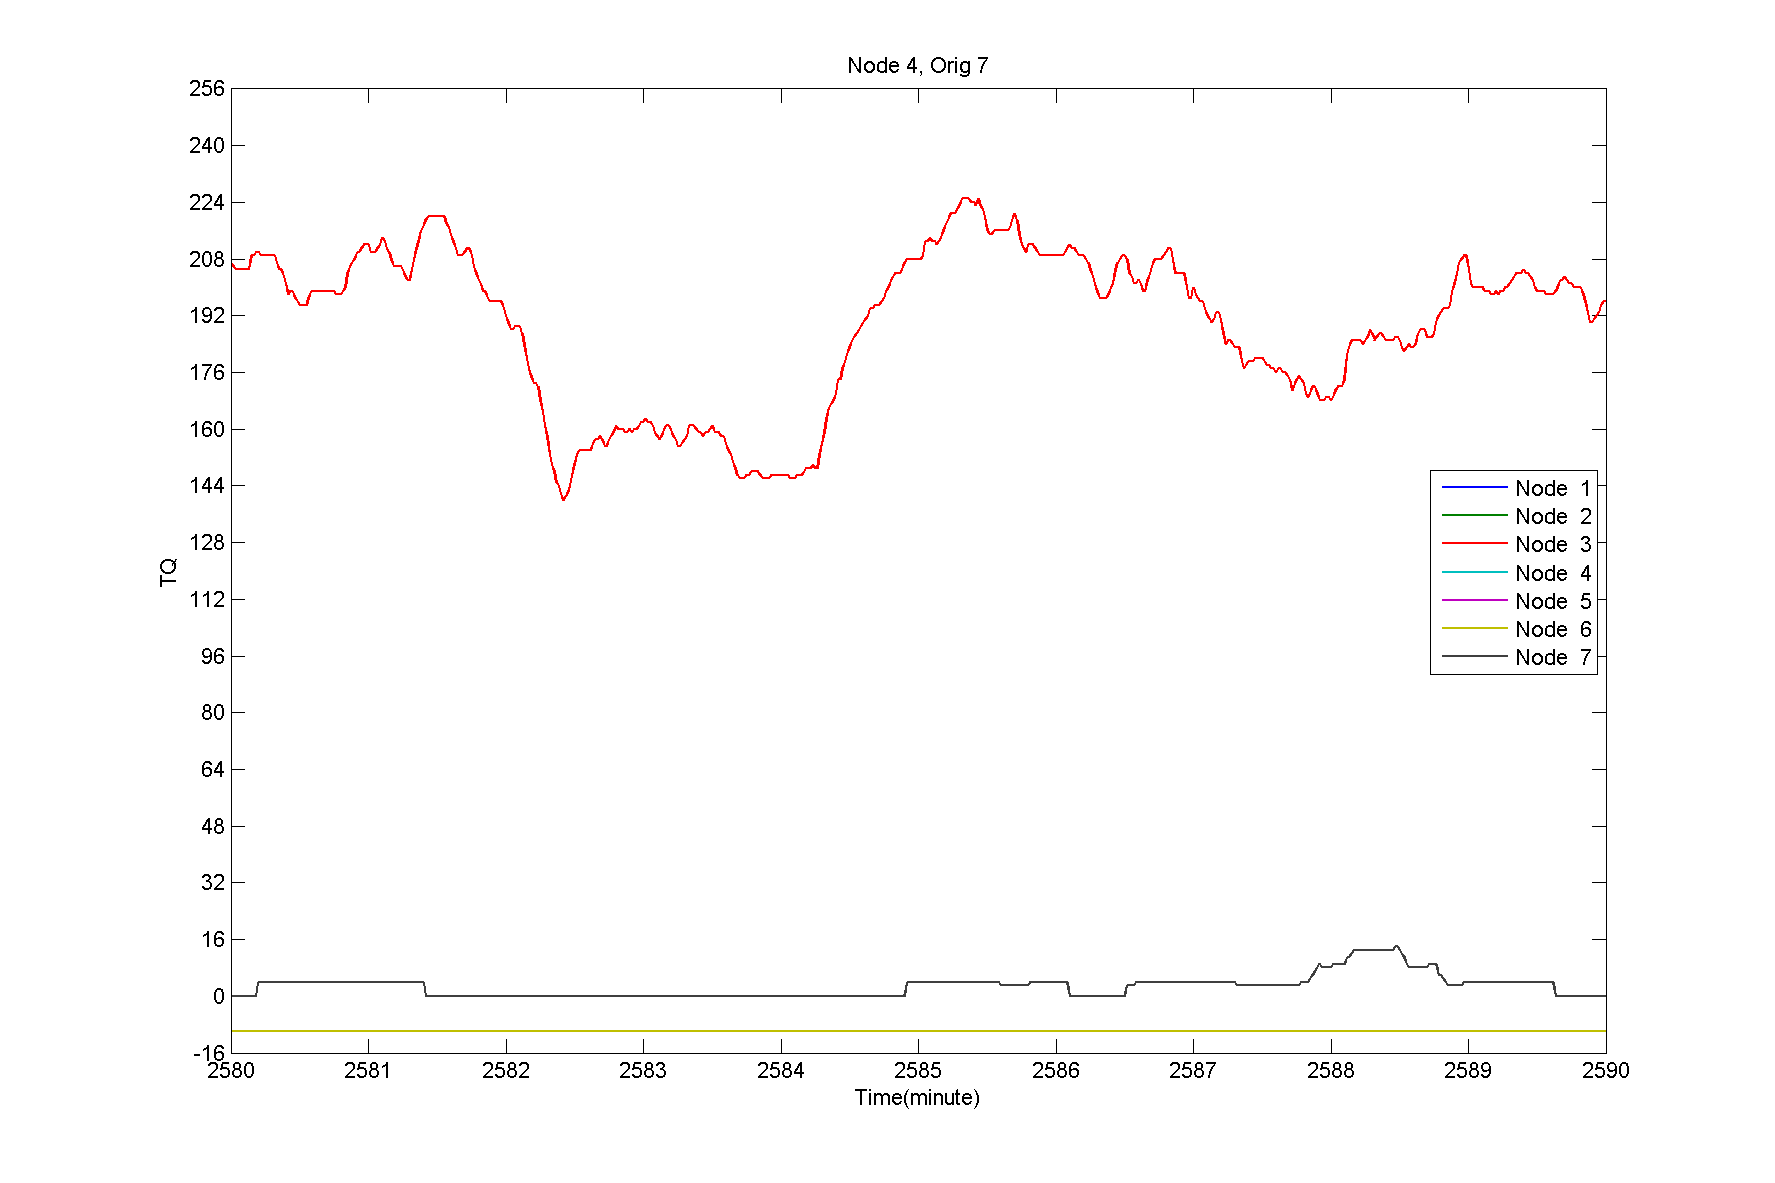 Node 4, Orig 7
256
240
224
208
192
176
160
144
128
112
96
80
64
48
32
16
0
-16
TQ
Node 1
Node 2
Node 3
Node 4
Node 5
Node 6
Node 7
2580 2581 2582 2583 2584 2585 2586 2587 2588 2589 2590
Time(minute)